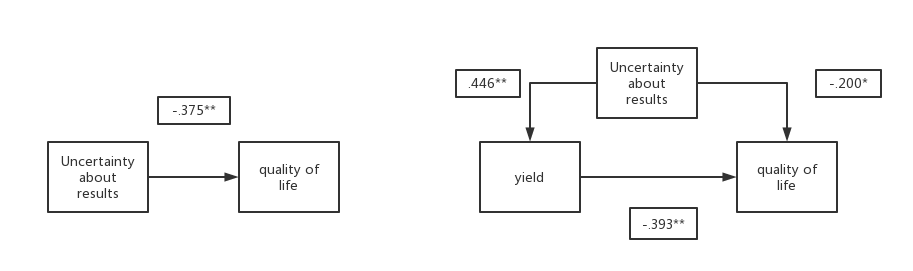 -.375**
Uncertainty
about
results
quality of
life
.446**
Uncertainty
about
results
-.200*
yield
quality of
life
-.393**